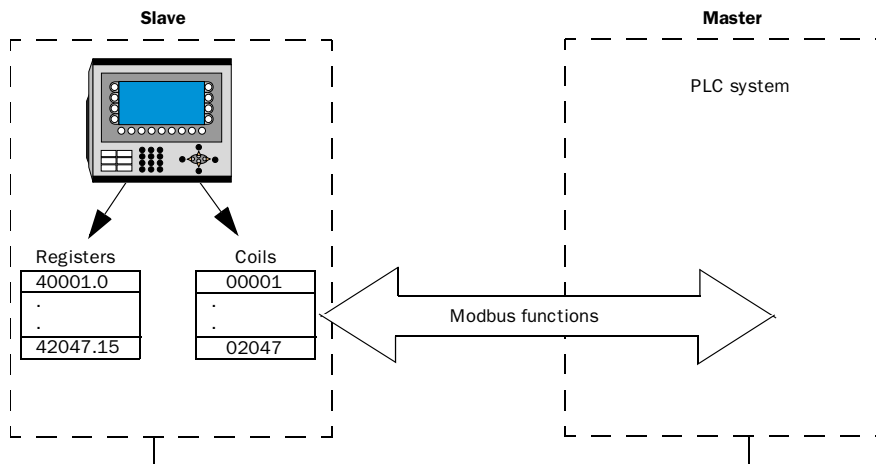 Slave
Master
PLC system
Registers
Coils
40001.0
00001
.
.
.
.
Modbus functions
42047.15
02047